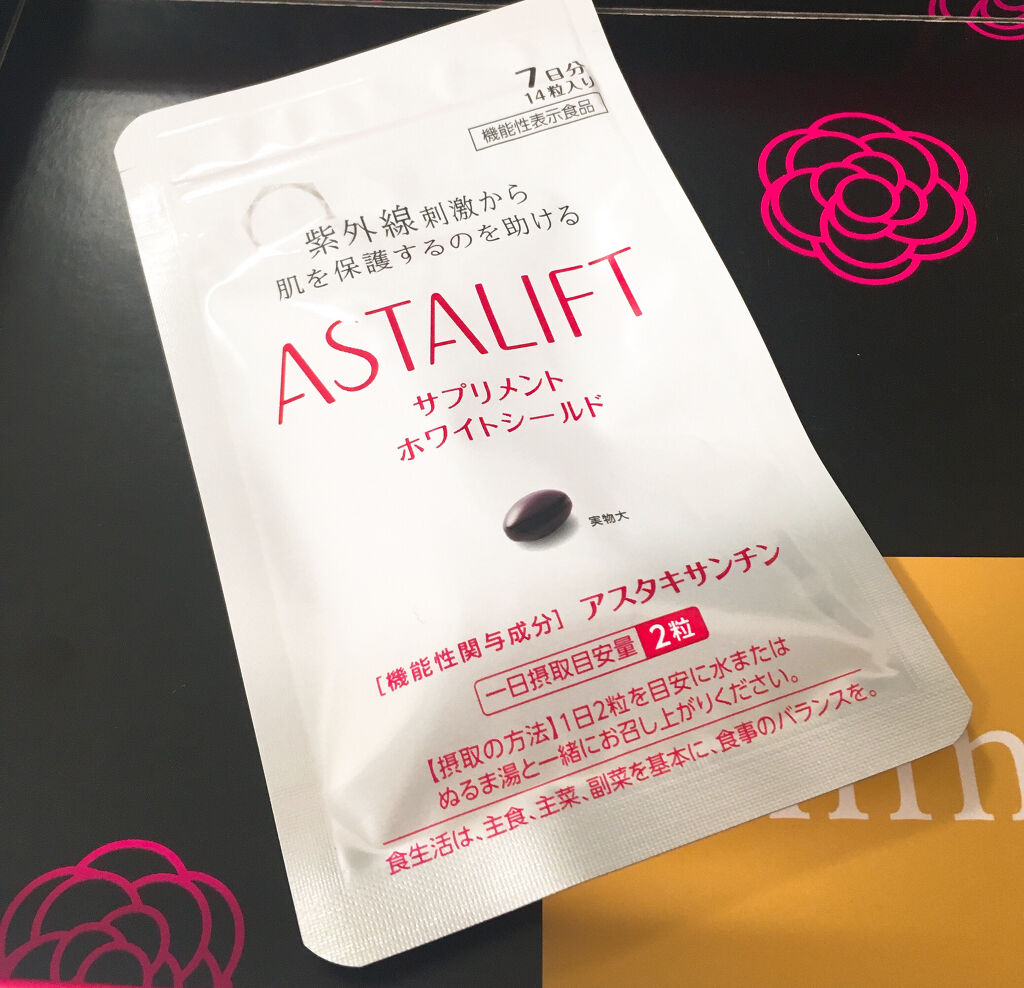 7日分
14粒入り
機能性表示食品
紫外線刺激から
肌を保護するのを助ける
ASTALIFT
サプリメント
ホワイトシールド
実物大
[機能性関与成分] アスタキサンチン
一日摂取目安量 2粒
【摂取の方法】1日2粒を目安に水または
ぬるま湯と一緒にお召し上がりください。
食生活は、主食、主菜、副菜を基本に、食事のバランスを。